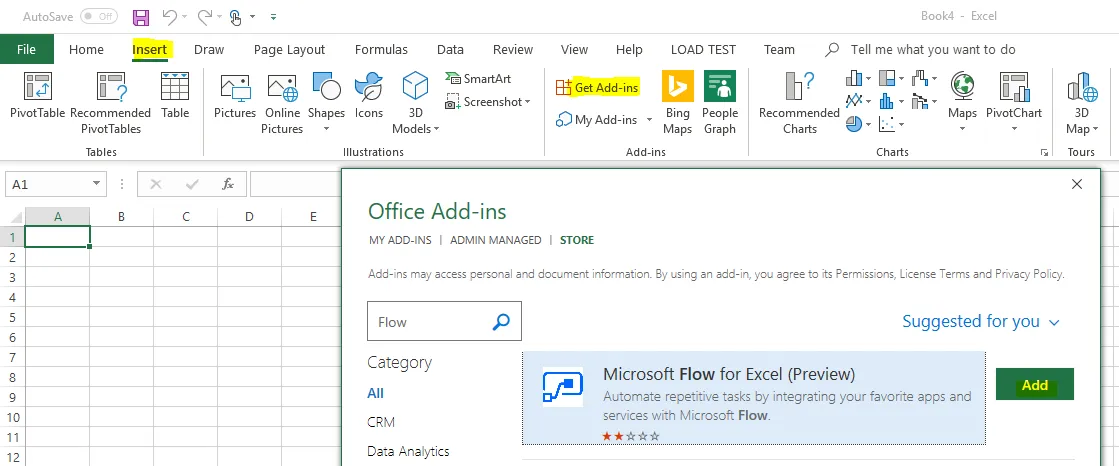 AutoSave Off Book4 - Excel
File Home Insert Draw Page Layout Formulas Data Review View Help LOAD TEST Team Tell me what you want to do
PivotTable Recommended PivotTables Table Pictures Online Pictures Shapes Icons 3D Models SmartArt Screenshot Get Add-ins My Add-ins Bing Maps People Graph Recommended Charts Maps PivotChart 3D Map
Tables Illustrations Add-ins Charts Tours
A1 fx
A B C D E
1
2
3
4
5
6
7
8
9
10
11
12
Office Add-ins
MY ADD-INS | ADMIN MANAGED | STORE
Add-ins may access personal and document information. By using an add-in, you agree to its Permissions, License Terms and Privacy Policy.
Flow
Suggested for you
Category
All
CRM
Data Analytics
Microsoft Flow for Excel (Preview)
Automate repetitive tasks by integrating your favorite apps and
services with Microsoft Flow.
Add